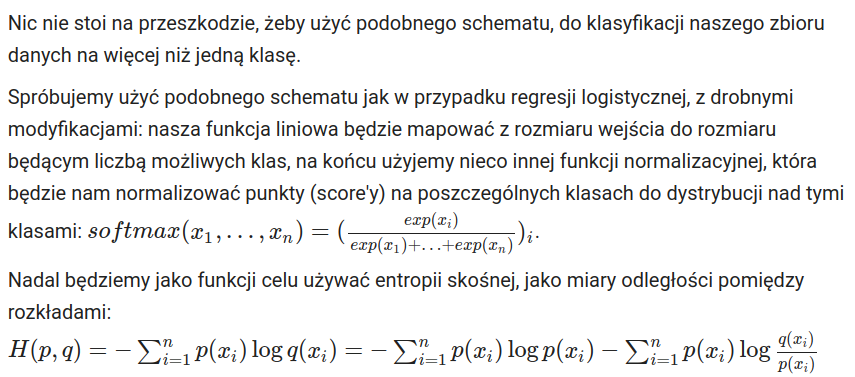 Nic nie stoi na przeszkodzie, żeby użyć podobnego schematu, do klasyfikacji naszego zbioru
danych na więcej niż jedną klasę.
Spróbujemy użyć podobnego schematu jak w przypadku regresji logistycznej, z drobnymi
modyfikacjami: nasza funkcja liniowa będzie mapować z rozmiaru wejścia do rozmiaru
będącym liczbą możliwych klas, na końcu użyjemy nieco innej funkcji normalizacyjnej, która
będzie nam normalizować punkty (score'y) na poszczególnych klasach do dystrybucji nad tymi
klasami: $softmax(x_1, \ldots, x_n) = (\frac{exp(x_i)}{exp(x_1)+\ldots+exp(x_n)})_i$.
Nadal będziemy jako funkcji celu używać entropii skośnej, jako miary odległości pomiędzy
rozkładami:
$H(p, q) = -\sum_{i=1}^{n} p(x_i) \log q(x_i) = -\sum_{i=1}^{n} p(x_i) \log p(x_i) - \sum_{i=1}^{n} p(x_i) \log \frac{q(x_i)}{p(x_i)}$